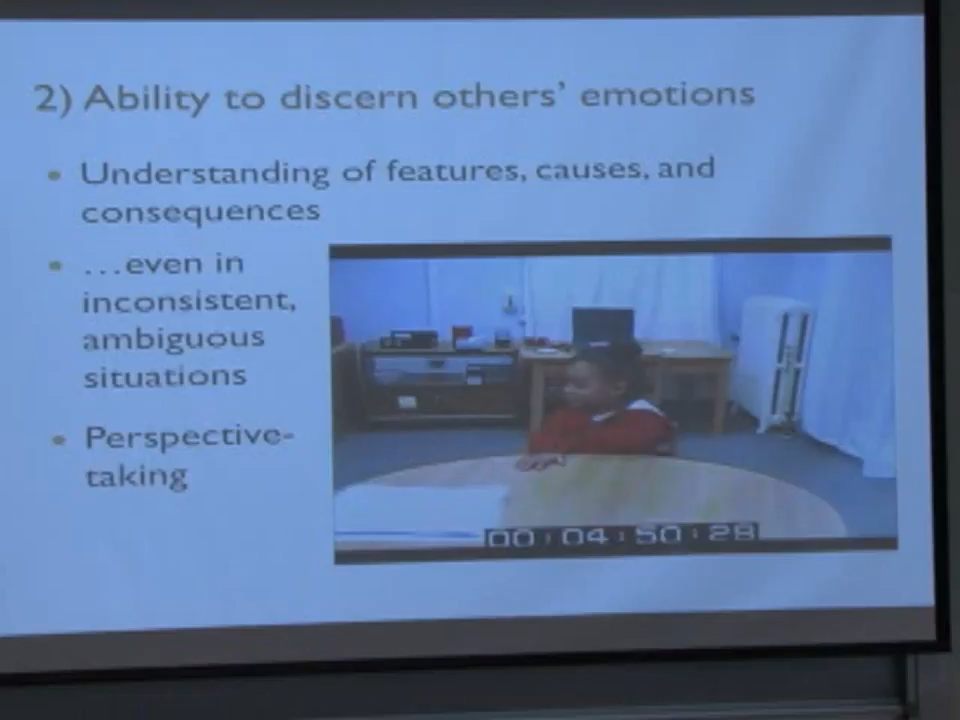 2) Ability to discern others' emotions
• Understanding of features, causes, and
consequences
• ...even in
inconsistent,
ambiguous
situations
• Perspective-
taking
00:04:50:28